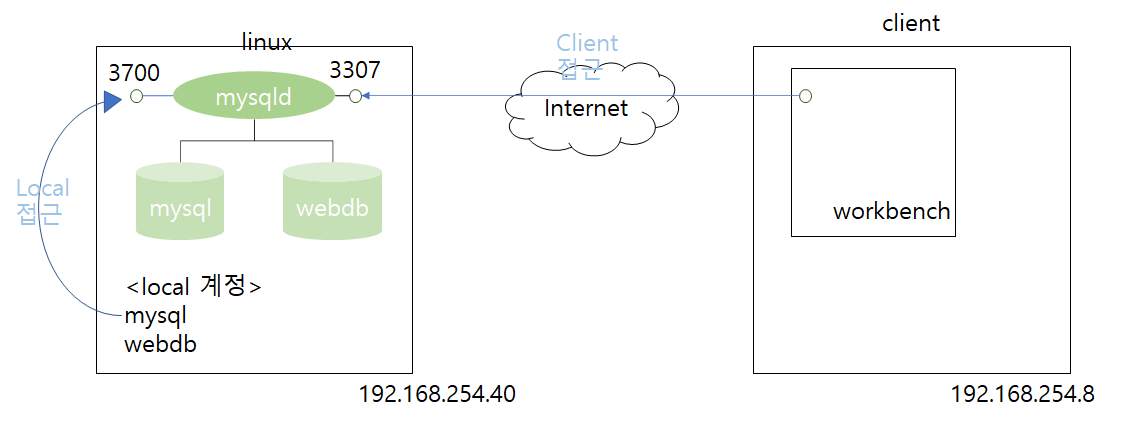 linux
client
3700
3307
mysqld
Client
접근
Internet
Local
접근
mysql
webdb
workbench
<local 계정>
mysql
webdb
192.168.254.40
192.168.254.8